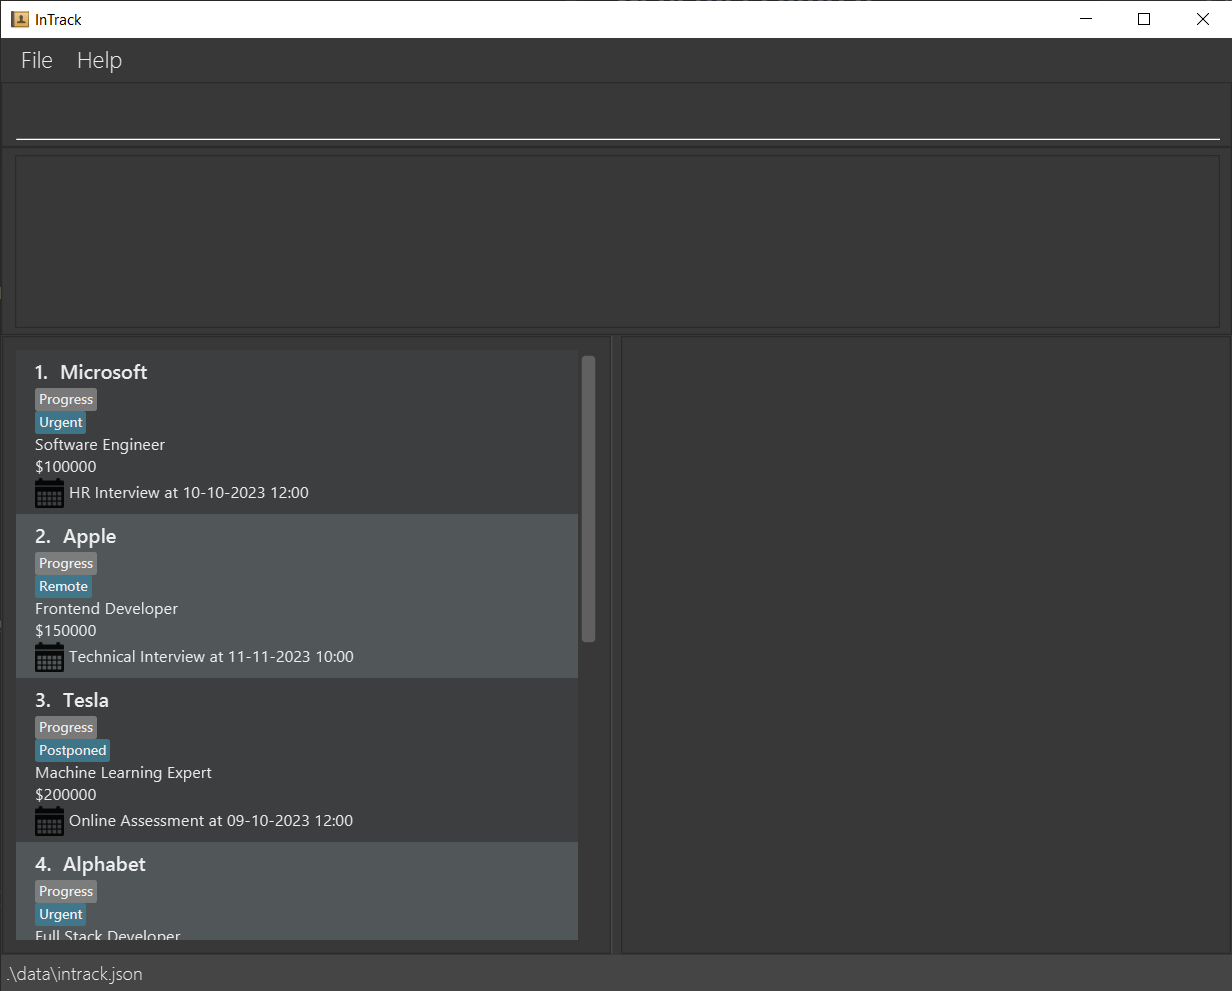 InTrack
File Help
1. Microsoft
Progress
Urgent
Software Engineer
$100000
HR Interview at 10-10-2023 12:00
2. Apple
Progress
Remote
Frontend Developer
$150000
Technical Interview at 11-11-2023 10:00
3. Tesla
Progress
Postponed
Machine Learning Expert
$200000
Online Assessment at 09-10-2023 12:00
4. Alphabet
Progress
Urgent
Full Stack Developer
.\data\intrack.json